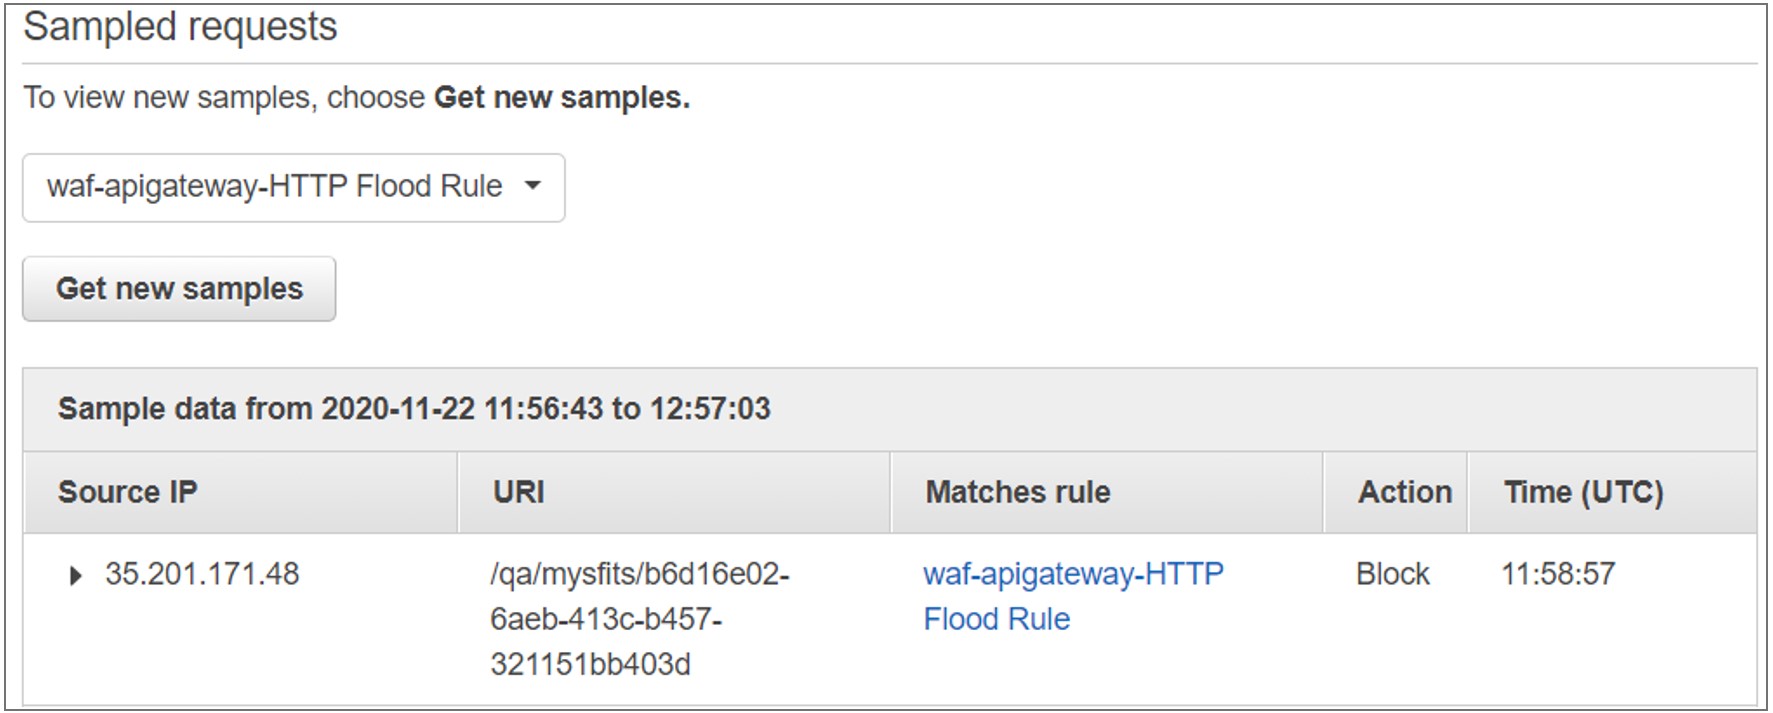 Sampled requests
To view new samples, choose Get new samples.
waf-apigateway-HTTP Flood Rule
Get new samples
Sample data from 2020-11-22 11:56:43 to 12:57:03
Source IP URI Matches rule Action Time (UTC)
35.201.171.48 /qa/mysfits/b6d16e02- waf-apigateway-HTTP Block 11:58:57
6aeb-413c-b457- Flood Rule
321151bb403d